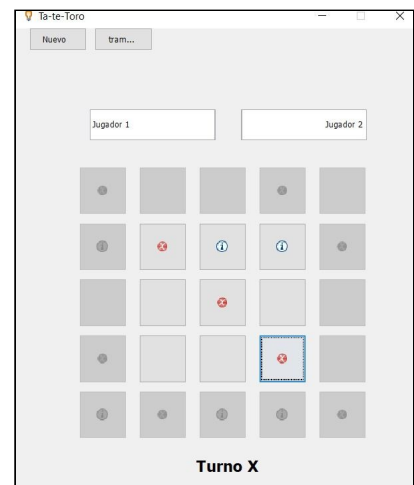 Ta-te-Toro
Nuevo
tram...
Jugador 1
Jugador 2
Turno X